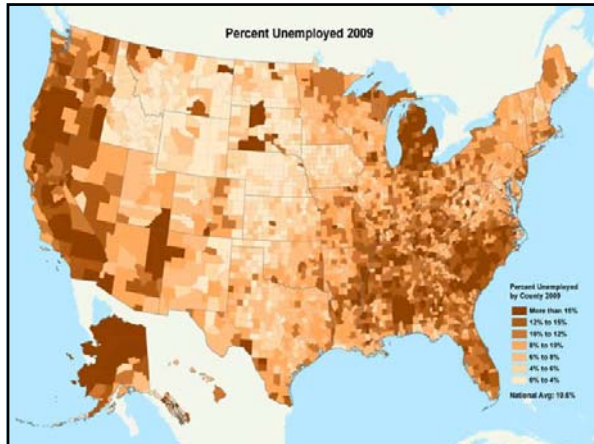 Percent Unemployed 2009
Percent Unemployed
by County 2009
More than 15%
12% to 15%
10% to 12%
8% to 10%
6% to 8%
4% to 6%
0% to 4%
National Avg: 10.6%